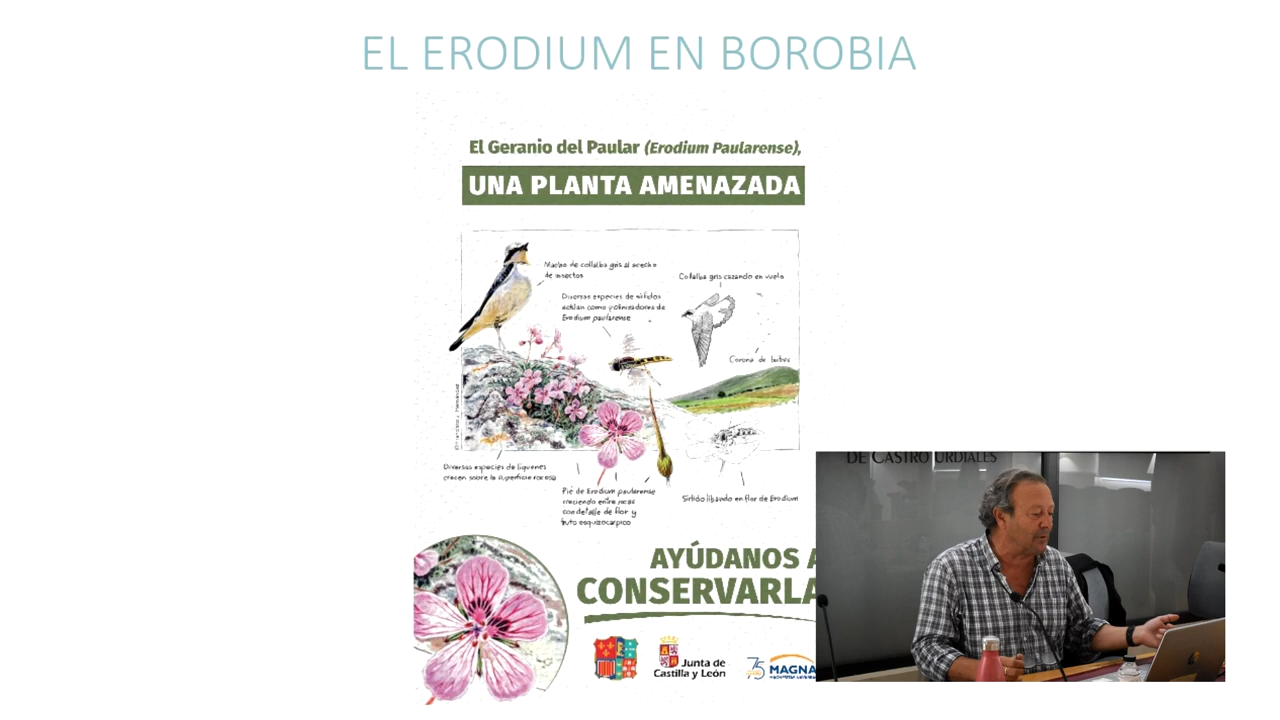 EL ERODIUM EN BOROBIA
El Geranio del Paular (Erodium Paularense),
UNA PLANTA AMENAZADA
Macho de collalba gris al acecho
de insectos
Collalba gris cazando en vuelo
Diversas especies de sírfidos
actúan como polinizadores de
Erodium paularense
Corona de
Diversas especies de líquenes
crecen sobre la superficie rocosa
Pie de Erodium paularense
creciendo entre rocas
con detalle de flor y
fruto esquizocárpico
Sírfido libando en flor de Erodium
AYÚDANOS A
CONSERVARLA
Junta de
Castilla y León
75
MAGNA
DE CASTRO URDIALES